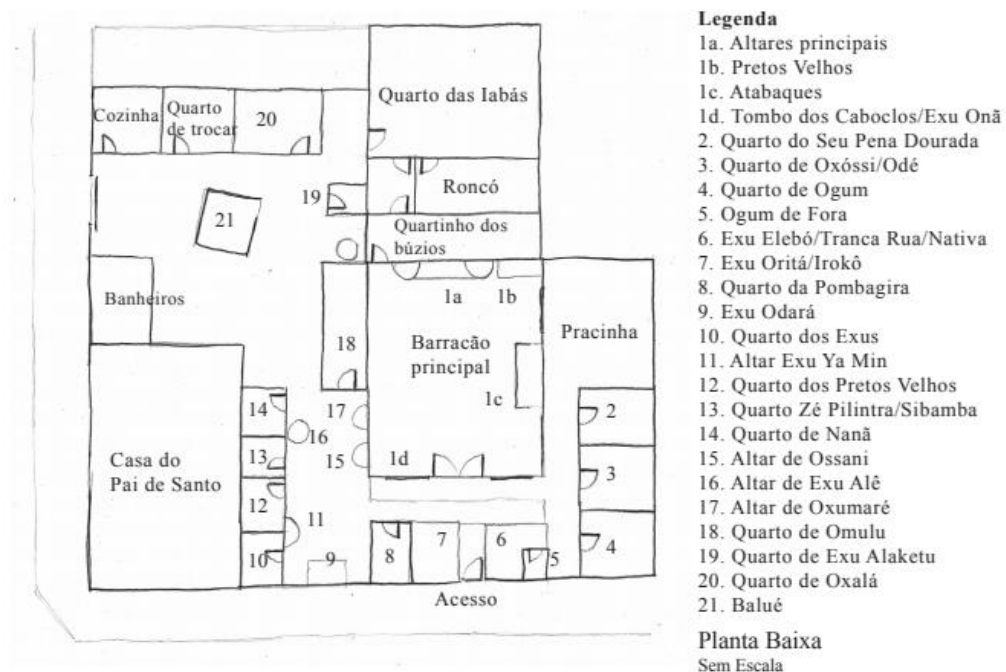 Quarto das Iabás
Cozinha
Quarto
de trocar
20
Roncó
19
21
Quartinho dos
búzios
1a
1b
Banheiros
Pracinha
18
Barracão
principal
1c
14
17
2
16
13
15
1d
Casa do
Pai de Santo
3
12
11
10
9
8
7
6
5
4
Acesso
Legenda
1a. Altares principais
1b. Pretos Velhos
1c. Atabaques
1d. Tombo dos Caboclos/Exu Onã
2. Quarto do Seu Pena Dourada
3. Quarto de Oxóssi/Odé
4. Quarto de Ogum
5. Ogum de Fora
6. Exu Elebó/Tranca Rua/Nativa
7. Exu Oritá/Irokô
8. Quarto da Pombagira
9. Exu Odará
10. Quarto dos Exus
11. Altar Exu Ya Min
12. Quarto dos Pretos Velhos
13. Quarto Zé Pilintra/Sibamba
14. Quarto de Nanã
15. Altar de Ossani
16. Altar de Exu Alê
17. Altar de Oxumaré
18. Quarto de Omulu
19. Quarto de Exu Alaketu
20. Quarto de Oxalá
21. Balué
Planta Baixa
Sem Escala